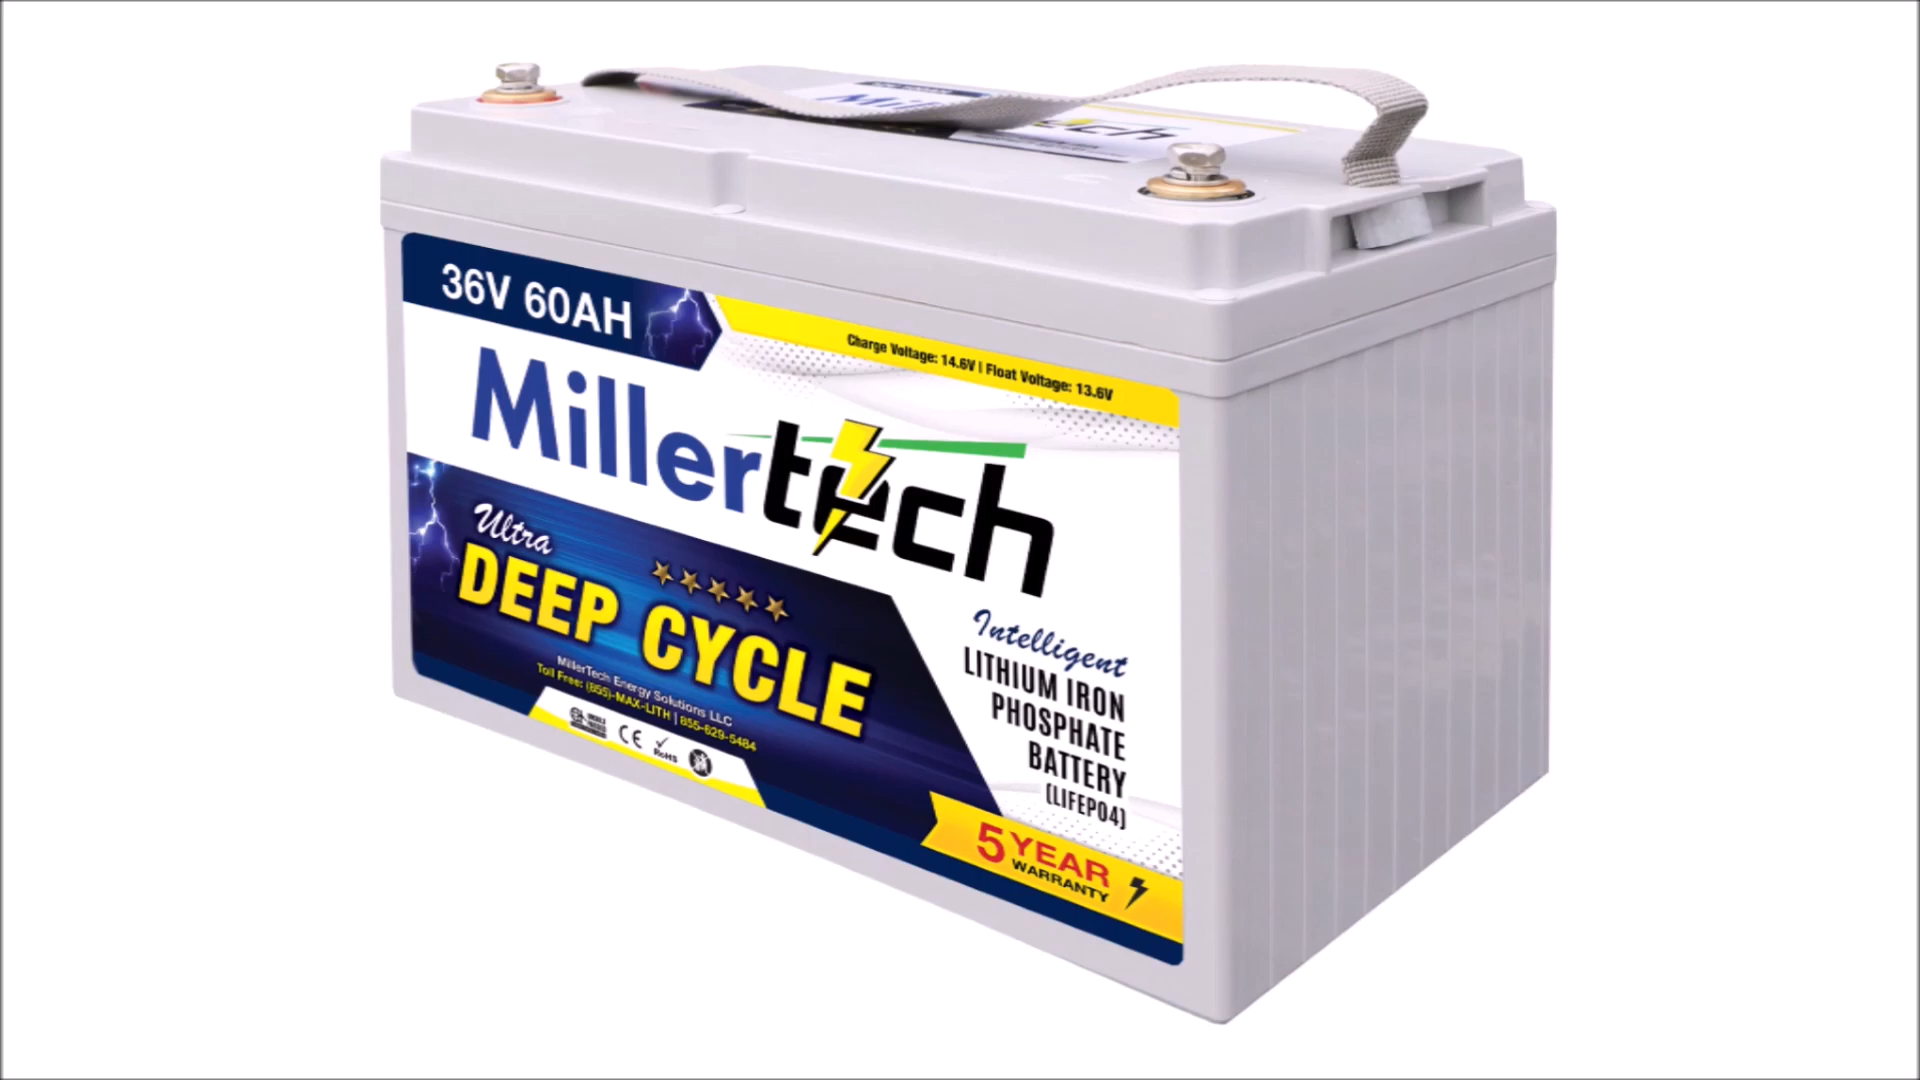 36V 60AH
Charge Voltage: 14.6V | Float Voltage: 13.6V
Millertech
Ultra
DEEP CYCLE
MillerTech Energy Solutions LLC
Toll Free: (855)-MAX-LITH | 855-629-5484
CE
RoHS
Intelligent
LITHIUM IRON
PHOSPHATE
BATTERY
(LIFEPO4)
5 YEAR
WARRANTY